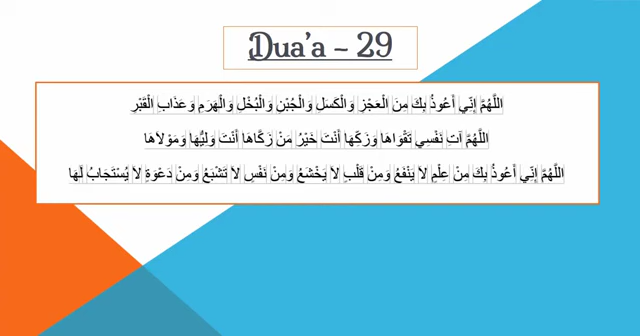 Dua’a – 29
اللَّهُمَّ إِنِّي أَعُوذُ بِكَ مِنَ الْعَجْزِ وَالْكَسَلِ وَالْجُبْنِ وَالْبُخْلِ وَالْهَرَمِ وَعَذَابِ الْقَبْرِ
اللَّهُمَّ آتِ نَفْسِي تَقْوَاهَا وَزَكِّهَا أَنْتَ خَيْرُ مَنْ زَكَّاهَا أَنْتَ وَلِيُّهَا وَمَوْلَاهَا
اللَّهُمَّ إِنِّي أَعُوذُ بِكَ مِنْ عِلْمٍ لَا يَنْفَعُ وَمِنْ قَلْبٍ لَا يَخْشَعُ وَمِنْ نَفْسٍ لَا تَشْبَعُ وَمِنْ دَعْوَةٍ لَا يُسْتَجَابُ لَهَا